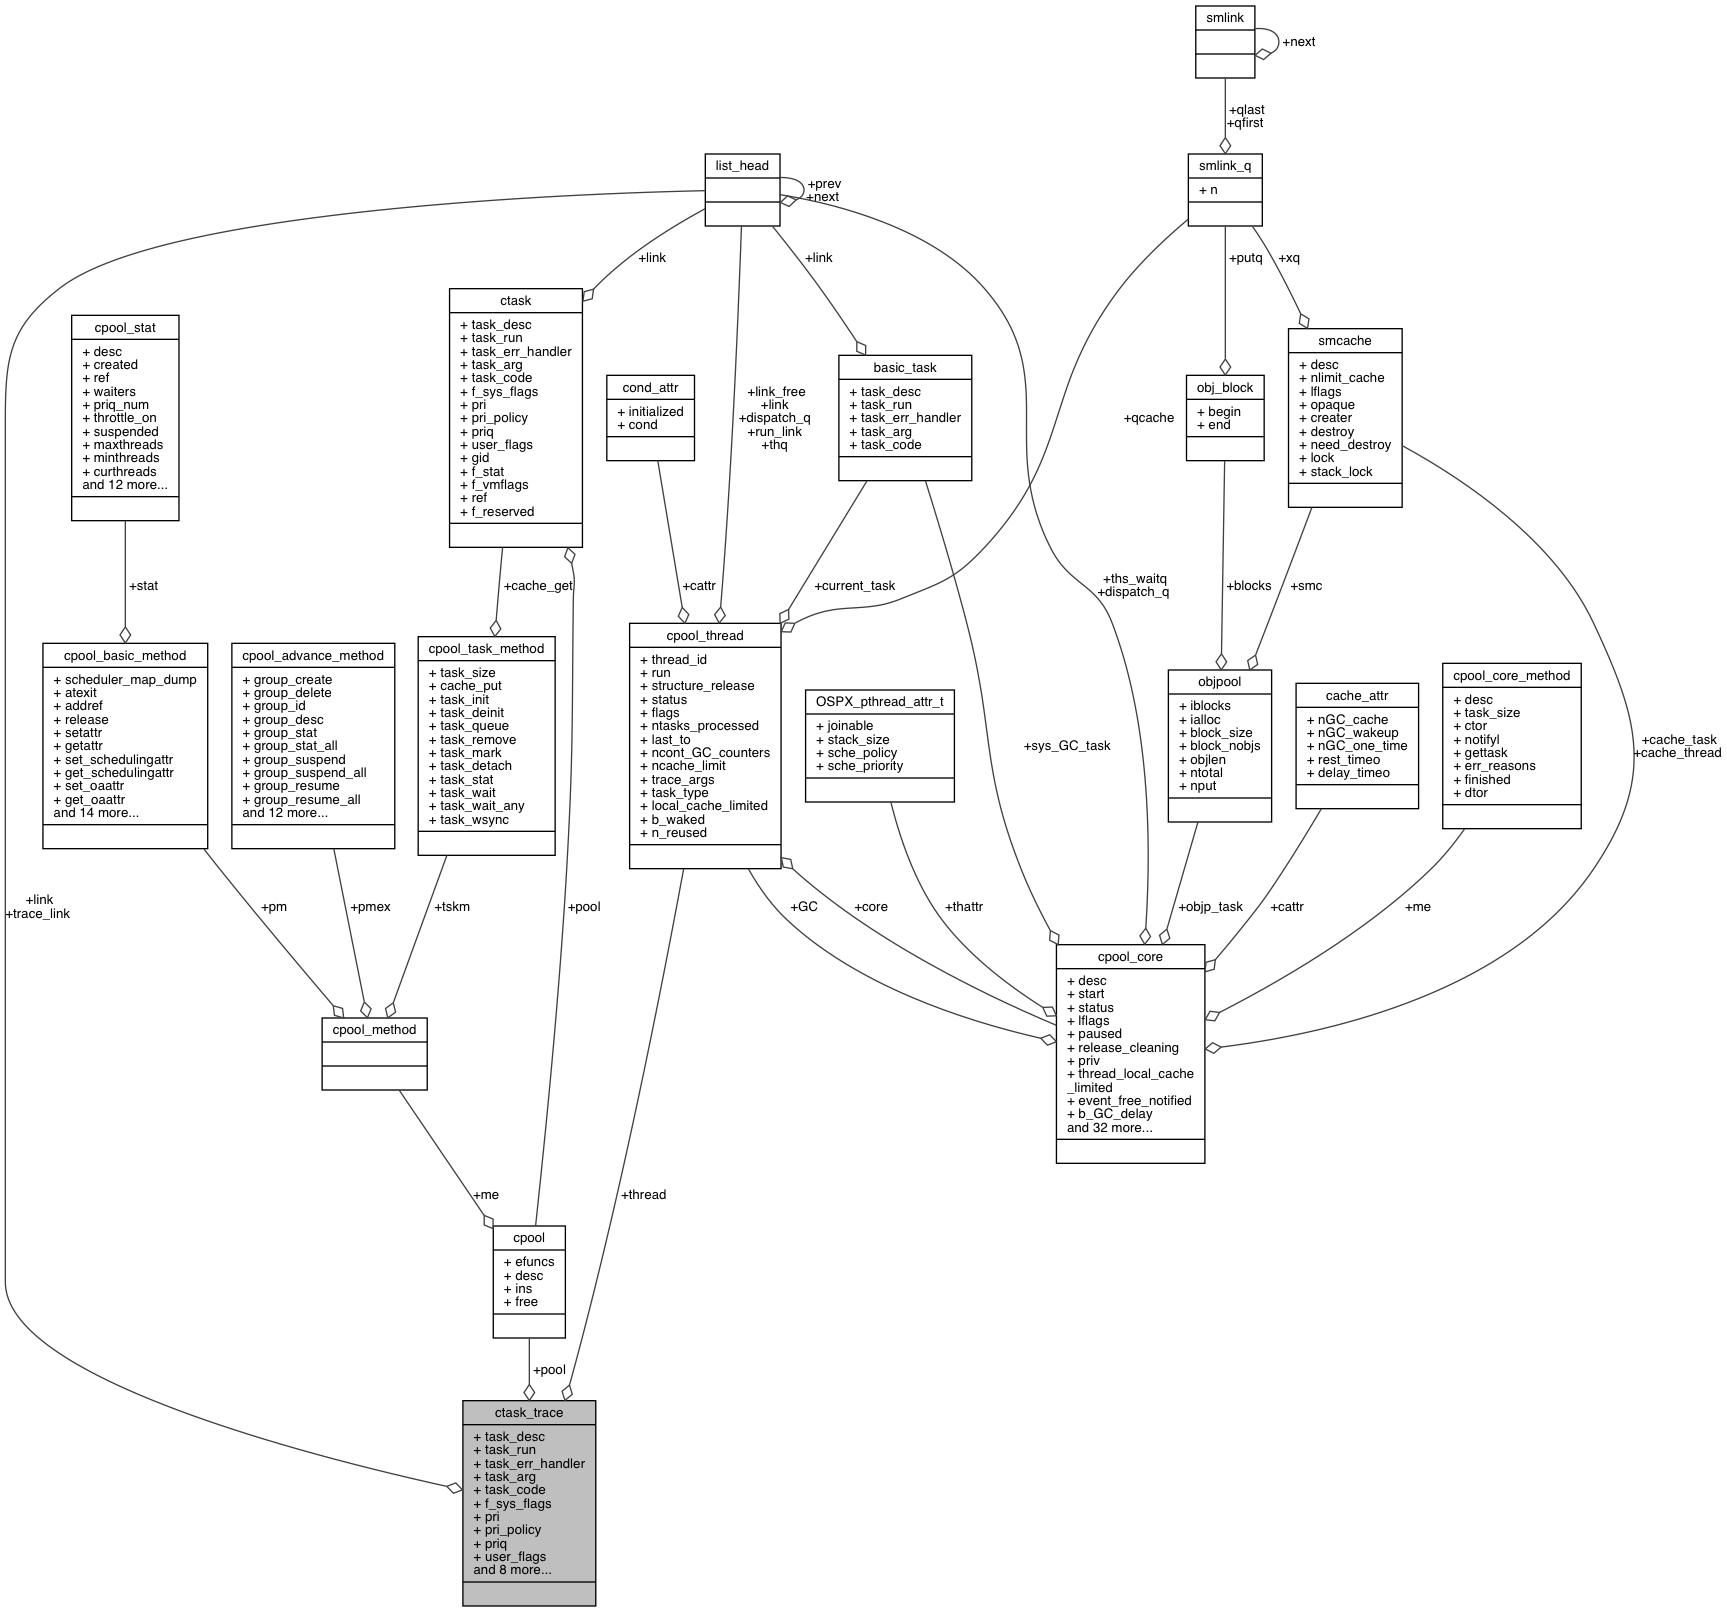 smlink
+next
+qlast
+qfirst
list_head
+prev
+next
smlink_q
+ n
+link
+link
+putq
+xq
ctask
+ task_desc
+ task_run
+ task_err_handler
+ task_arg
+ task_code
+ f_sys_flags
+ pri
+ pri_policy
+ priq
+ user_flags
+ gid
+ f_stat
+ f_vmflags
+ ref
+ f_reserved
cpool_stat
+ desc
+ created
+ ref
+ waiters
+ priq_num
+ throttle_on
+ suspended
+ maxthreads
+ minthreads
+ curthreads
and 12 more...
smcache
+ desc
+ nlimit_cache
+ lflags
+ opaque
+ creater
+ destroy
+ need_destroy
+ lock
+ stack_lock
basic_task
+ task_desc
+ task_run
+ task_err_handler
+ task_arg
+ task_code
cond_attr
+ initialized
+ cond
obj_block
+ begin
+ end
+link_free
+link
+dispatch_q
+run_link
+thq
+qcache
+stat
+cache_get
+cattr
+current_task
+ths_waitq
+dispatch_q
+blocks
+smc
cpool_basic_method
+ scheduler_map_dump
+ atexit
+ addref
+ release
+ setattr
+ getattr
+ set_schedulingattr
+ get_schedulingattr
+ set_oaattr
+ get_oaattr
and 14 more...
cpool_advance_method
+ group_create
+ group_delete
+ group_id
+ group_desc
+ group_stat
+ group_stat_all
+ group_suspend
+ group_suspend_all
+ group_resume
+ group_resume_all
and 12 more...
cpool_task_method
+ task_size
+ cache_put
+ task_init
+ task_deinit
+ task_queue
+ task_remove
+ task_mark
+ task_detach
+ task_stat
+ task_wait
+ task_wait_any
+ task_wsync
cpool_thread
+ thread_id
+ run
+ structure_release
+ status
+ flags
+ ntasks_processed
+ last_to
+ ncont_GC_counters
+ ncache_limit
+ trace_args
+ task_type
+ local_cache_limited
+ b_waked
+ n_reused
OSPX_pthread_attr_t
+ joinable
+ stack_size
+ sche_policy
+ sche_priority
+sys_GC_task
objpool
+ iblocks
+ ialloc
+ block_size
+ block_nobjs
+ objlen
+ ntotal
+ nput
cache_attr
+ nGC_cache
+ nGC_wakeup
+ nGC_one_time
+ rest_timeo
+ delay_timeo
cpool_core_method
+ desc
+ task_size
+ ctor
+ notifyl
+ gettask
+ err_reasons
+ finished
+ dtor
+cache_task
+cache_thread
+link
+trace_link
+pm
+pmex
+tskm
+pool
+GC
+core
+thattr
+objp_task
+cattr
+me
cpool_core
+ desc
+ start
+ status
+ lflags
+ paused
+ release_cleaning
+ priv
+ thread_local_cache
_limited
+ event_free_notified
+ b_GC_delay
and 32 more...
cpool_method
+me
+thread
cpool
+ efuncs
+ desc
+ ins
+ free
+pool
ctask_trace
+ task_desc
+ task_run
+ task_err_handler
+ task_arg
+ task_code
+ f_sys_flags
+ pri
+ pri_policy
+ priq
+ user_flags
and 8 more...